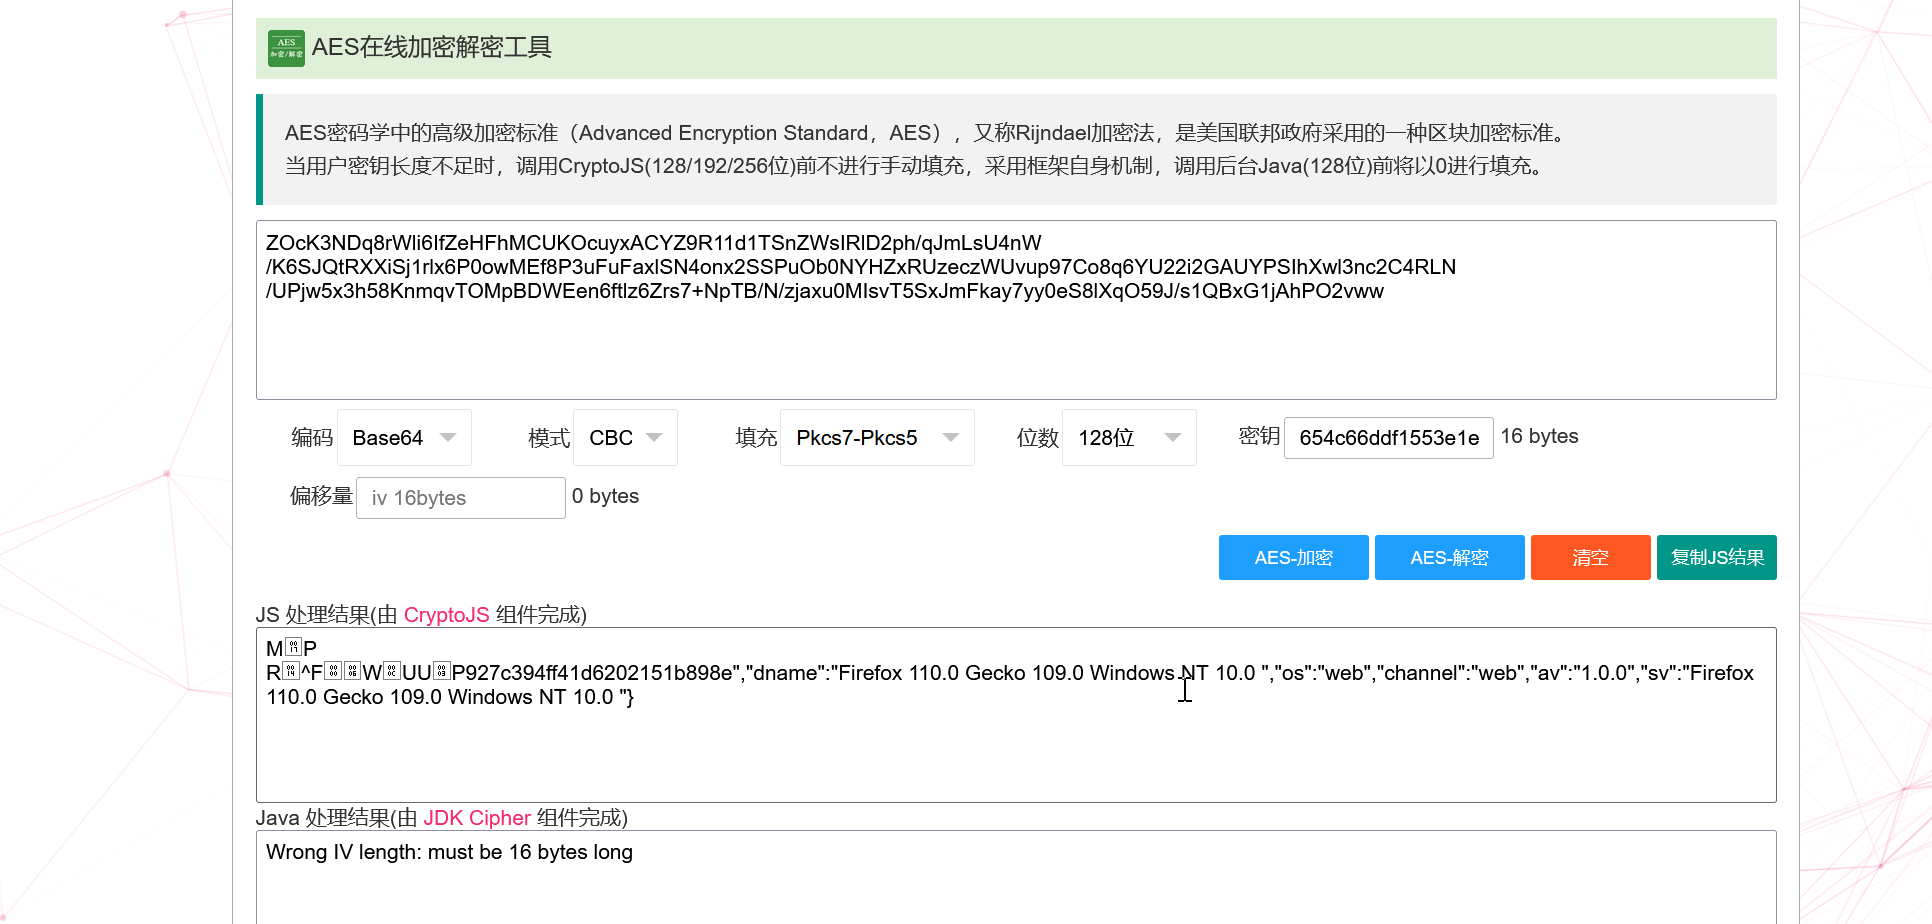 AES
加密/解密
AES在线加密解密工具
AES密码学中的高级加密标准（Advanced Encryption Standard，AES），又称Rijndael加密法，是美国联邦政府采用的一种区块加密标准。
当用户密钥长度不足时，调用CryptoJS(128/192/256位)前不进行手动填充，采用框架自身机制，调用后台Java(128位)前将以0进行填充。
ZOcK3NDq8rWli6IfZeHFhMCUKOcuyxACYZ9R11d1TSnZWsIRlD2ph/qJmLsU4nW
/K6SJQtRXXiSj1rlx6P0owMEf8P3uFuFaxlSN4onx2SSPuOb0NYHZxRUzeczWUvup97Co8q6YU22i2GAUYPSIhXwl3nc2C4RLN
/UPjw5x3h58KnmqvTOMpBDWEen6ftlz6Zrs7+NpTB/N/zjaxu0MIsvT5SxJmFkay7yy0eS8lXqO59J/s1QBxG1jAhPO2vww
编码 Base64 模式 CBC 填充 Pkcs7-Pkcs5 位数 128位 密钥 654c66ddf1553e1e 16 bytes
偏移量 iv 16bytes 0 bytes
AES-加密 AES-解密 清空 复制JS结果
JS 处理结果(由 CryptoJS 组件完成)
M P
R ^F W UU P927c394ff41d6202151b898e","dname":"Firefox 110.0 Gecko 109.0 Windows NT 10.0 ","os":"web","channel":"web","av":"1.0.0","sv":"Firefox
110.0 Gecko 109.0 Windows NT 10.0 "}
Java 处理结果(由 JDK Cipher 组件完成)
Wrong IV length: must be 16 bytes long